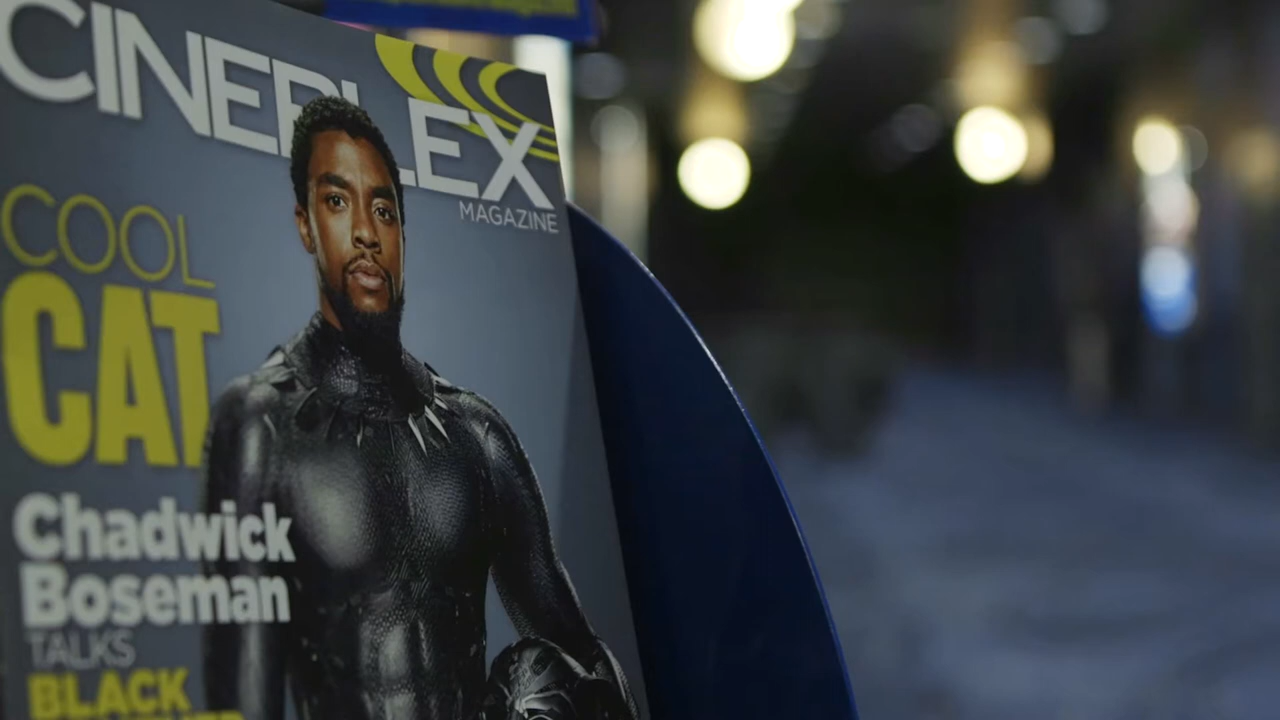 CINEPLEX
MAGAZINE
COOL
CAT
Chadwick
Boseman
TALKS
BLACK